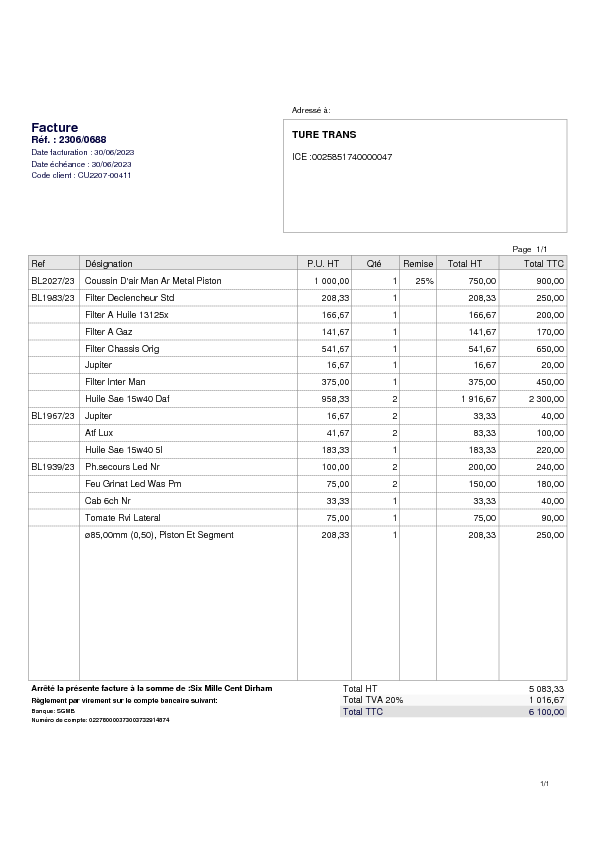 Adressé à:
Facture
Réf. : 2306/0688
Date facturation : 30/06/2023
Date échéance : 30/06/2023
Code client : CU2207-00411
TURE TRANS
ICE :0025851740000047
Page 1/1
Ref Désignation P.U. HT Qté Remise Total HT Total TTC
BL2027/23 Coussin D'air Man Ar Metal Piston 1 000,00 1 25% 750,00 900,00
BL1983/23 Filter Declencheur Std 208,33 1 208,33 250,00
Filter A Huile 13125x 166,67 1 166,67 200,00
Filter A Gaz 141,67 1 141,67 170,00
Filter Chassis Orig 541,67 1 541,67 650,00
Jupiter 16,67 1 16,67 20,00
Filter Inter Man 375,00 1 375,00 450,00
Huile Sae 15w40 Daf 958,33 2 1 916,67 2 300,00
BL1967/23 Jupiter 16,67 2 33,33 40,00
Atf Lux 41,67 2 83,33 100,00
Huile Sae 15w40 5l 183,33 1 183,33 220,00
BL1939/23 Ph.secours Led Nr 100,00 2 200,00 240,00
Feu Grinat Led Was Pm 75,00 2 150,00 180,00
Cab 6ch Nr 33,33 1 33,33 40,00
Tomate Rvi Lateral 75,00 1 75,00 90,00
ø85,00mm (0,50), Piston Et Segment 208,33 1 208,33 250,00
Arrêté la présente facture à la somme de :Six Mille Cent Dirham
Total HT 5 083,33
Règlement par virement sur le compte bancaire suivant:
Total TVA 20% 1 016,67
Banque: SGMB
Total TTC 6 100,00
Numéro de compte:
1/1